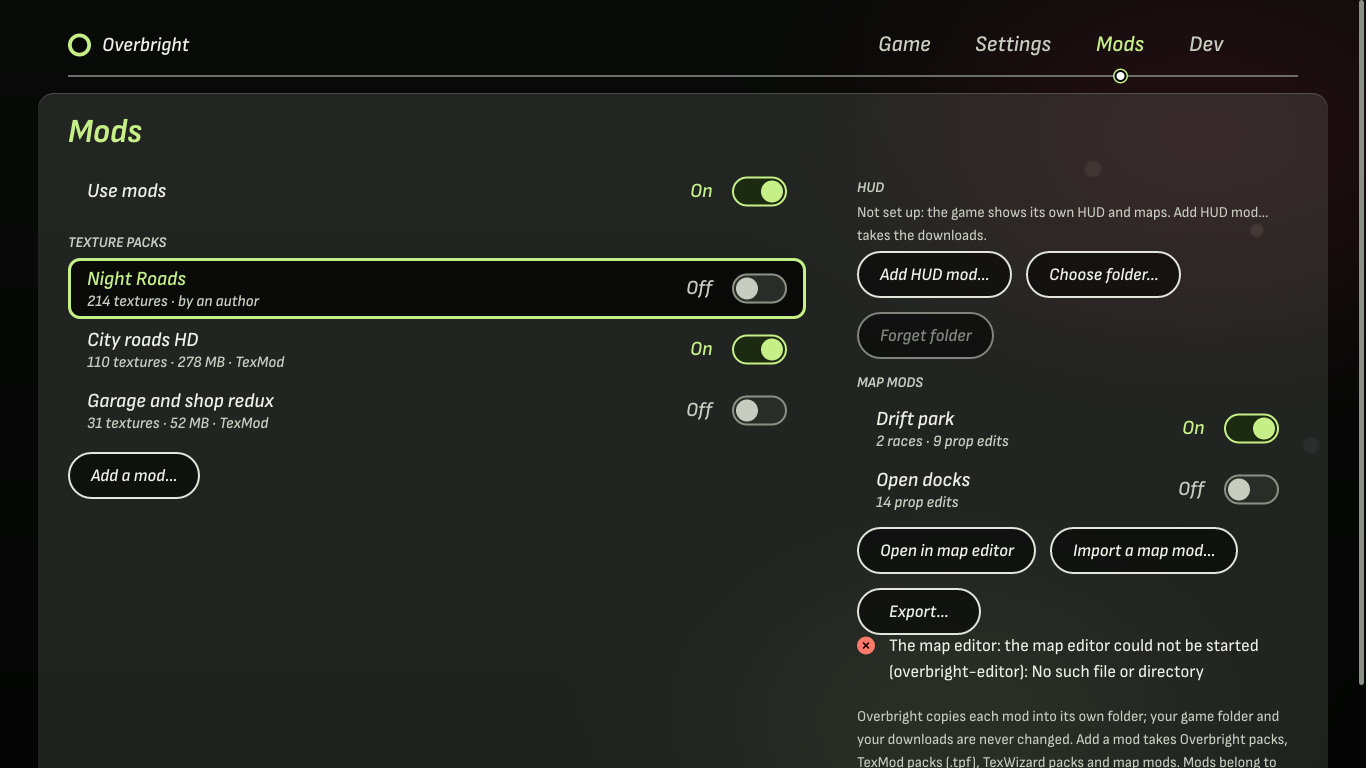 Overbright
Game
Settings
Mods
Dev
Mods
Use mods
On
TEXTURE PACKS
Night Roads
214 textures · by an author
Off
City roads HD
110 textures · 278 MB · TexMod
On
Garage and shop redux
31 textures · 52 MB · TexMod
Off
Add a mod...
HUD
Not set up: the game shows its own HUD and maps. Add HUD mod...
takes the downloads.
Add HUD mod...
Choose folder...
Forget folder
MAP MODS
Drift park
2 races · 9 prop edits
On
Open docks
14 prop edits
Off
Open in map editor
Import a map mod...
Export...
The map editor: the map editor could not be started
(overbright-editor): No such file or directory
Overbright copies each mod into its own folder; your game folder and
your downloads are never changed. Add a mod takes Overbright packs,
TexMod packs (.tpf), TexWizard packs and map mods. Mods belong to